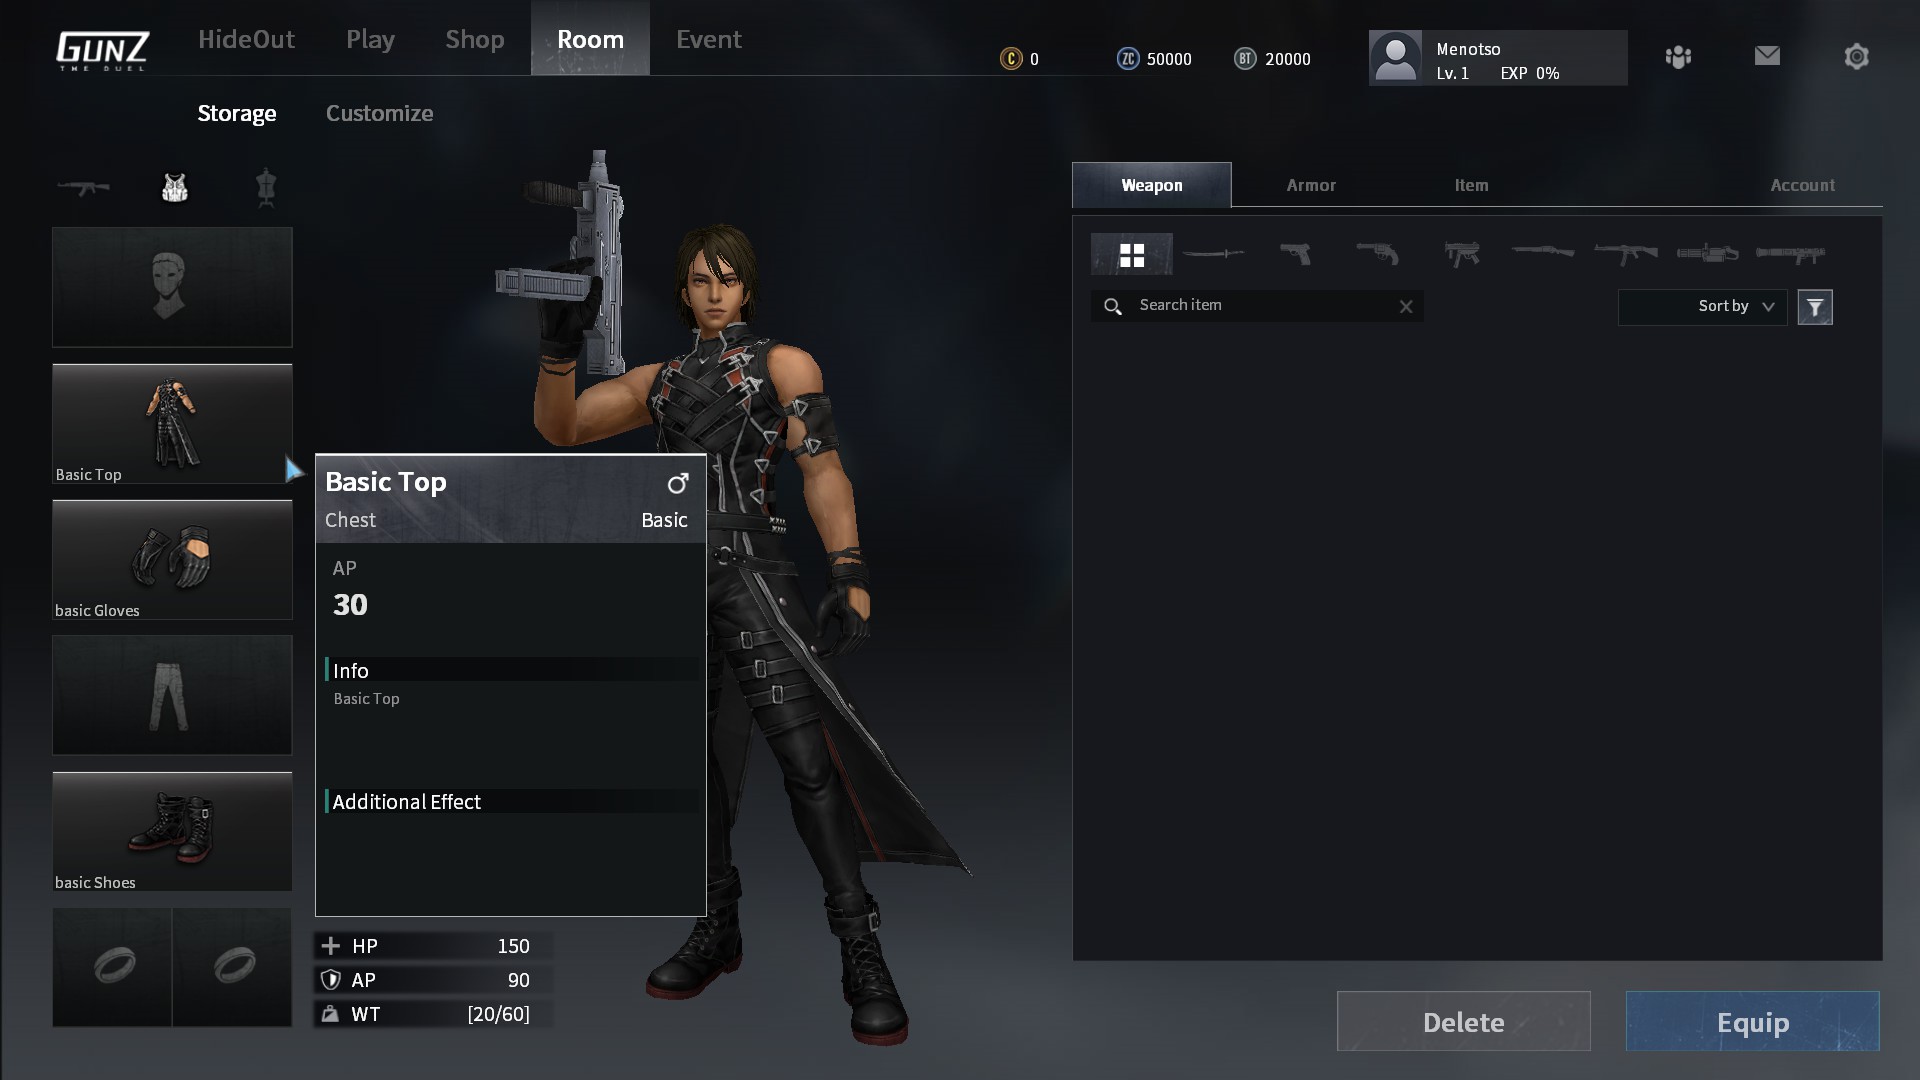 GUNZ
THE DUEL
HideOut
Play
Shop
Room
Event
C 0
ZC 50000
BT 20000
Menotso
Lv. 1 EXP 0%
Storage
Customize
Basic Top
basic Gloves
basic Shoes
Basic Top
Chest Basic
AP
30
Info
Basic Top
Additional Effect
HP 150
AP 90
WT [20/60]
Weapon
Armor
Item
Account
Search item
Sort by
Delete
Equip